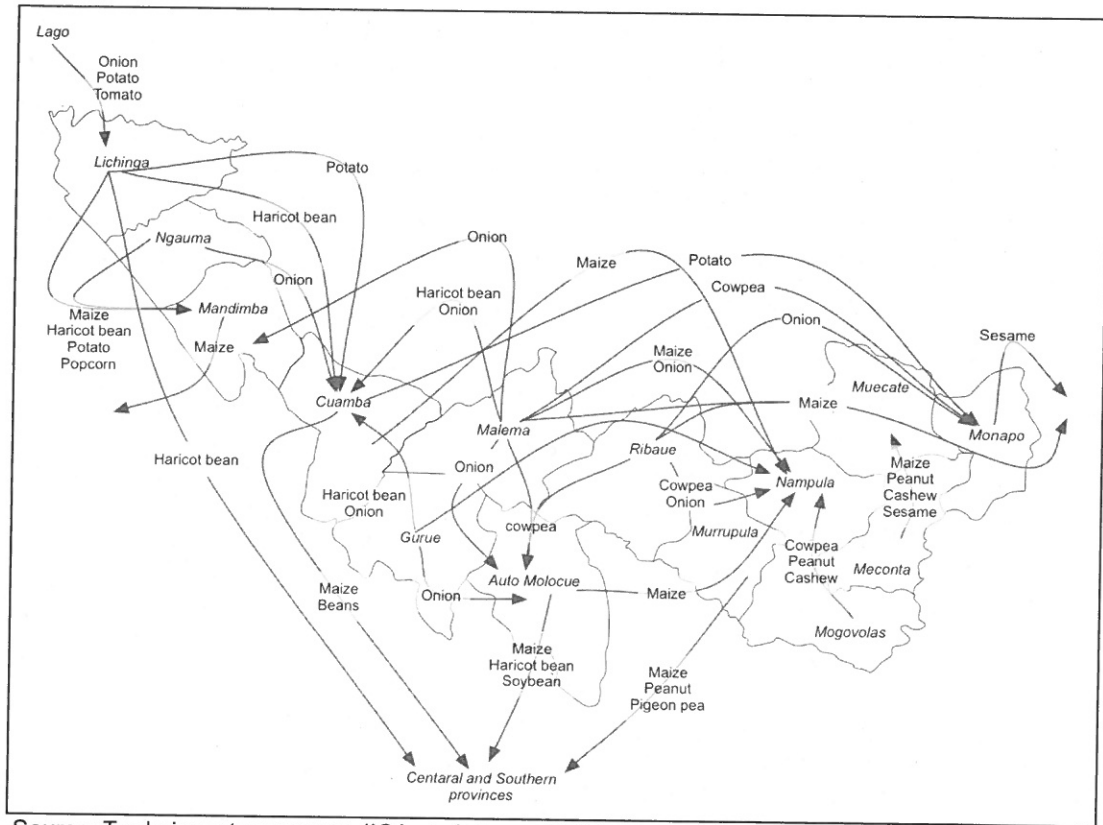 Lago
Onion
Potato
Tomato
Lichinga
Potato
Haricot bean
Ngauma
Onion
Onion
Maize
Potato
Haricot bean
Onion
Cowpea
Mandimba
Maize
Haricot bean
Potato
Popcorn
Maize
Onion
Sesame
Maize
Onion
Muecate
Cuamba
Malema
Maize
Monapo
Haricot bean
Ribaue
Onion
Nampula
Maize
Peanut
Cashew
Sesame
Haricot bean
Onion
Cowpea
Onion
Gurue
cowpea
Murrupula
Cowpea
Peanut
Cashew
Meconta
Auto Molocue
Maize
Beans
Onion
Maize
Mogovolas
Maize
Haricot bean
Soybean
Maize
Peanut
Pigeon pea
Centaral and Southern
provinces